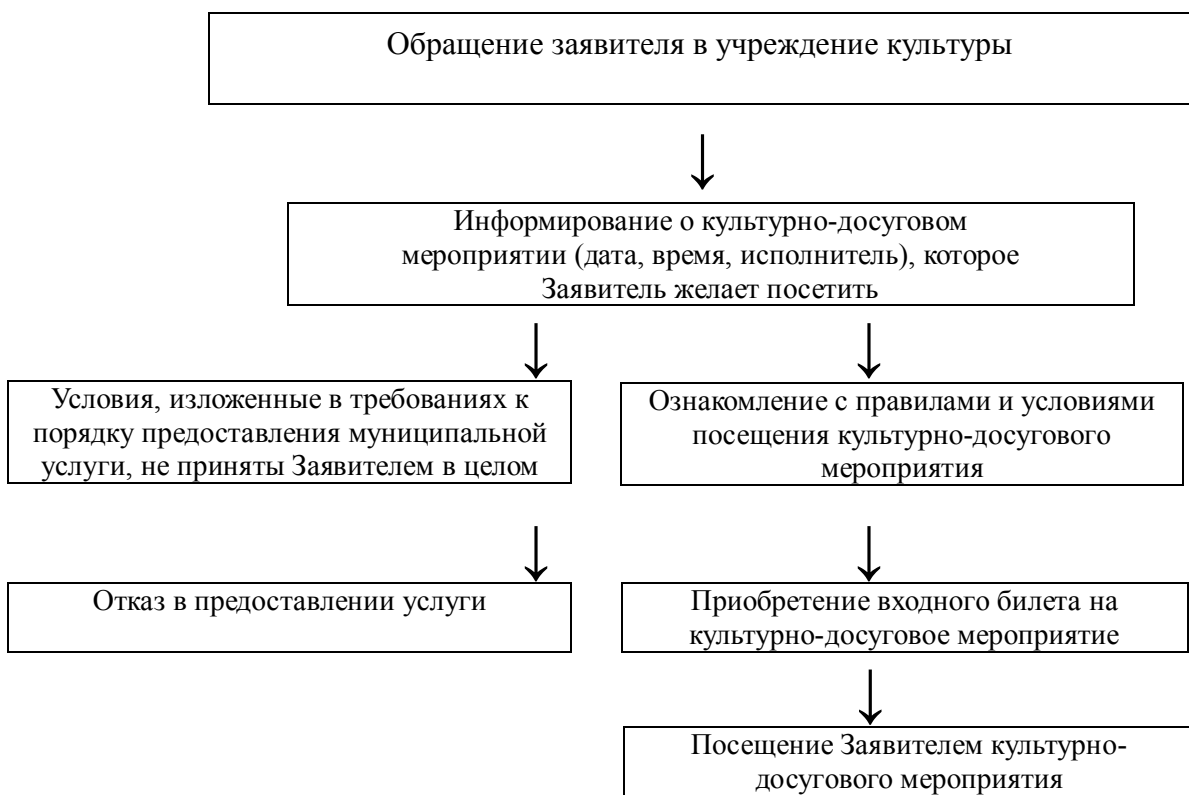 Обращение заявителя в учреждение культуры
Информирование о культурно-досуговом
мероприятии (дата, время, исполнитель), которое
Заявитель желает посетить
Условия, изложенные в требованиях к
порядку предоставления муниципальной
услуги, не приняты Заявителем в целом
Ознакомление с правилами и условиями
посещения культурно-досугового
мероприятия
Отказ в предоставлении услуги
Приобретение входного билета на
культурно-досуговое мероприятие
Посещение Заявителем культурно-
досугового мероприятия